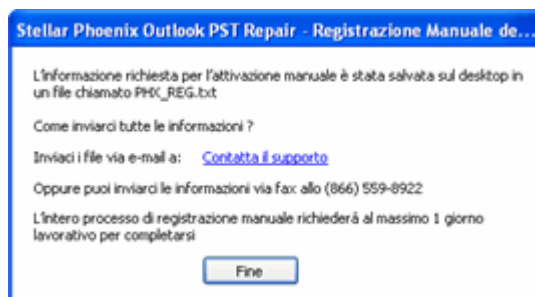 Stellar Phoenix Outlook PST Repair - Registrazione Manuale de...
L'informazione richiesta per l'attivazione manuale è stata salvata sul desktop in
un file chiamato PHX_REG.txt
Come inviarci tutte le informazioni ?
Inviaci i file via e-mail a: Contatta il supporto
Oppure puoi inviarci le informazioni via fax allo (866) 559-8922
L'intero processo di registrazione manuale richiederá al massimo 1 giorno
lavorativo per completarsi
Fine